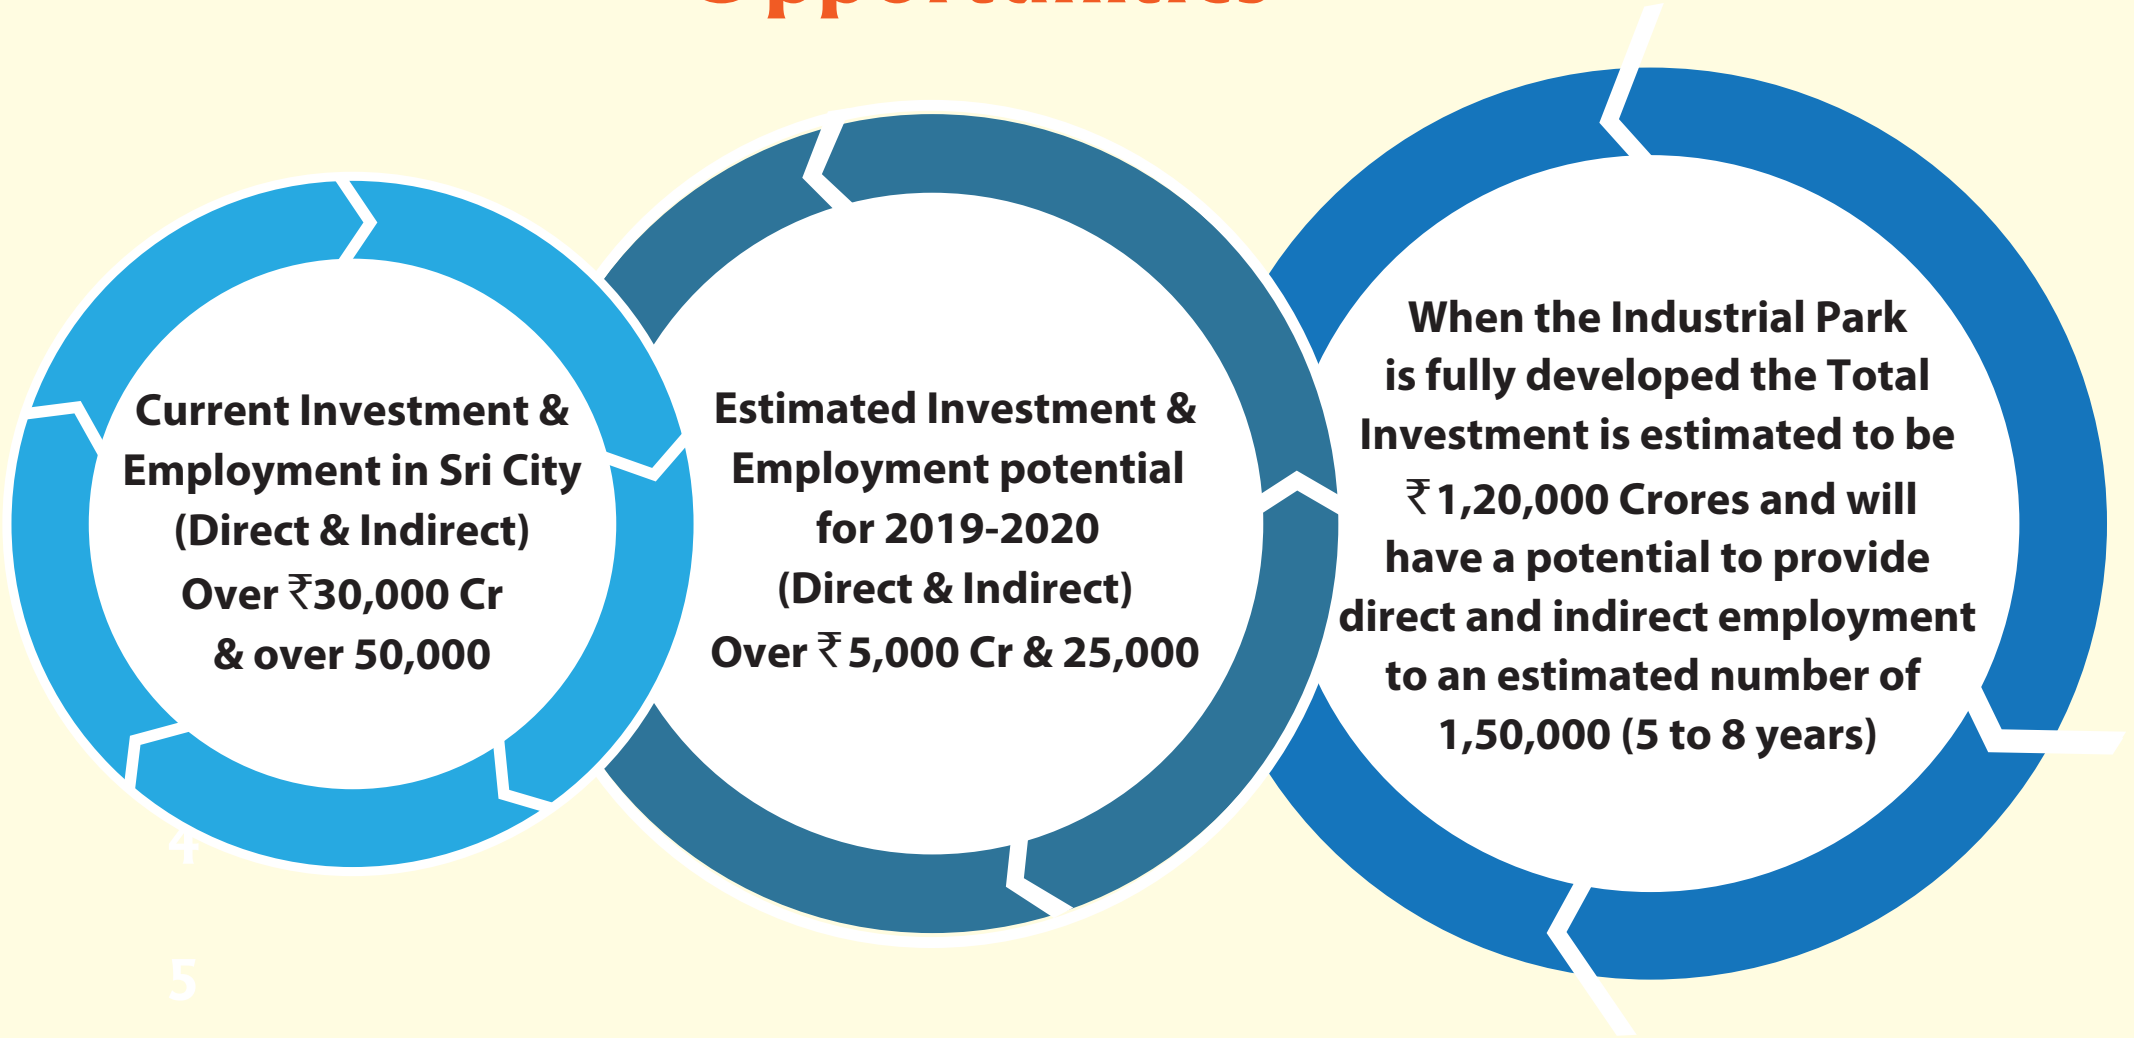 Opportunities
Current Investment &
Employment in Sri City
(Direct & Indirect)
Over ₹30,000 Cr
& over 50,000
Estimated Investment &
Employment potential
for 2019-2020
(Direct & Indirect)
Over ₹5,000 Cr & 25,000
When the Industrial Park
is fully developed the Total
Investment is estimated to be
₹1,20,000 Crores and will
have a potential to provide
direct and indirect employment
to an estimated number of
1,50,000 (5 to 8 years)
4
5